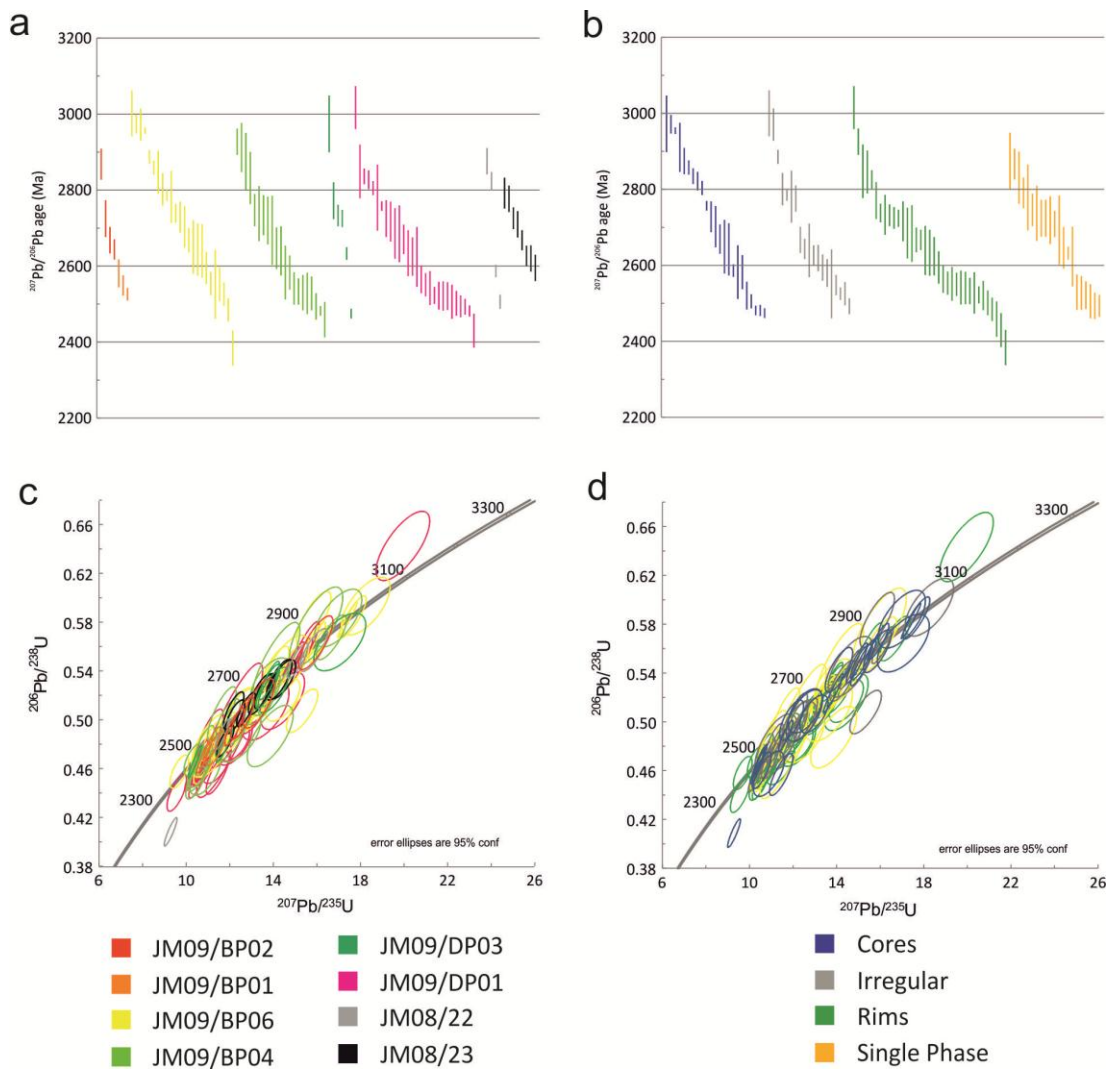 a
b
3200
3000
2800
2600
2400
2200
²⁰⁷Pb/²⁰⁶Pb age (Ma)
3200
3000
2800
2600
2400
2200
²⁰⁷Pb/²⁰⁶Pb age (Ma)
c
d
0.66
0.62
0.58
0.54
0.50
0.46
0.42
0.38
²⁰⁶Pb/²³⁸U
3300
3100
2900
2700
2500
2300
error ellipses are 95% conf
6 10 14 18 22 26
²⁰⁷Pb/²³⁵U
0.66
0.62
0.58
0.54
0.50
0.46
0.42
0.38
²⁰⁶Pb/²³⁸U
3300
3100
2900
2700
2500
2300
error ellipses are 95% conf
6 10 14 18 22 26
²⁰⁷Pb/²³⁵U
JM09/BP02
JM09/BP01
JM09/BP06
JM09/BP04
JM09/DP03
JM09/DP01
JM08/22
JM08/23
Cores
Irregular
Rims
Single Phase